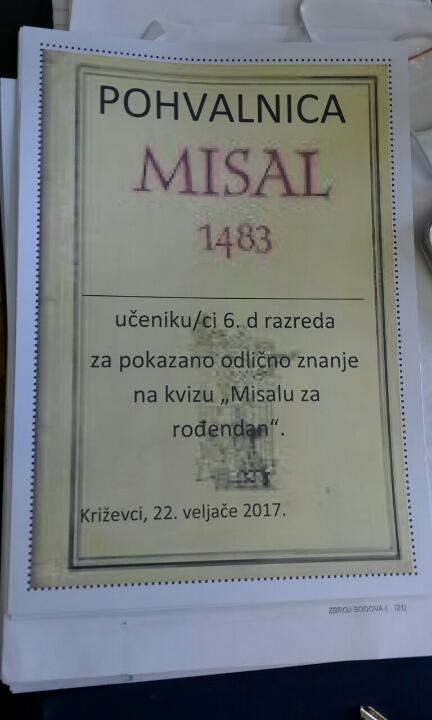 POHVALNICA
MISAL
1483
učeniku/ci 6. d razreda
za pokazano odlično znanje
na kvizu „Misalu za
rođendan“.
Križevci, 22. veljače 2017.
ZBROJ BODOVA ( /21)